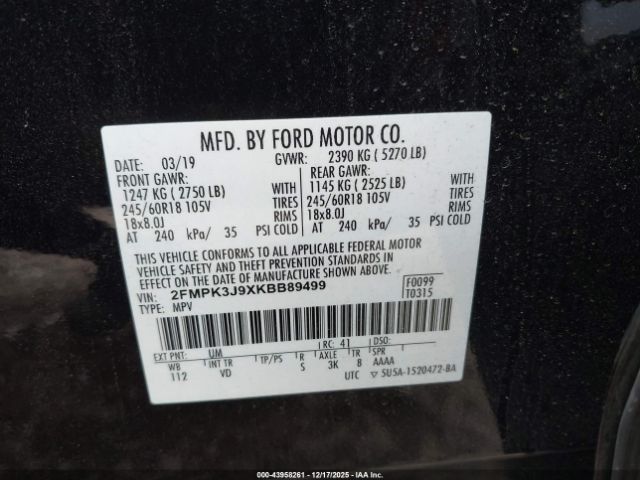 MFD. BY FORD MOTOR CO.
DATE: 03/19 GVWR: 2390 KG ( 5270 LB)
FRONT GAWR: REAR GAWR:
1247 KG ( 2750 LB) WITH 1145 KG ( 2525 LB) WITH
245/60R18 105V TIRES 245/60R18 105V TIRES
18x8.0J RIMS 18x8.0J RIMS
AT 240 kPa/ 35 PSI COLD AT 240 kPa/ 35 PSI COLD
THIS VEHICLE CONFORMS TO ALL APPLICABLE FEDERAL MOTOR
VEHICLE SAFETY AND THEFT PREVENTION STANDARDS IN
EFFECT ON THE DATE OF MANUFACTURE SHOWN ABOVE.
VIN: 2FMPK3J9XKBB89499 F0099
TYPE: MPV T0315
EXT PNT: UM RC: 41 DSO:
WB INT TR TP/PS R AXLE TR SPR
112 VD S 3K 8 AAAA
UTC ▽ 5U5A-1520472-BA
000-43958261 - 12/17/2025 - IAAI.COM